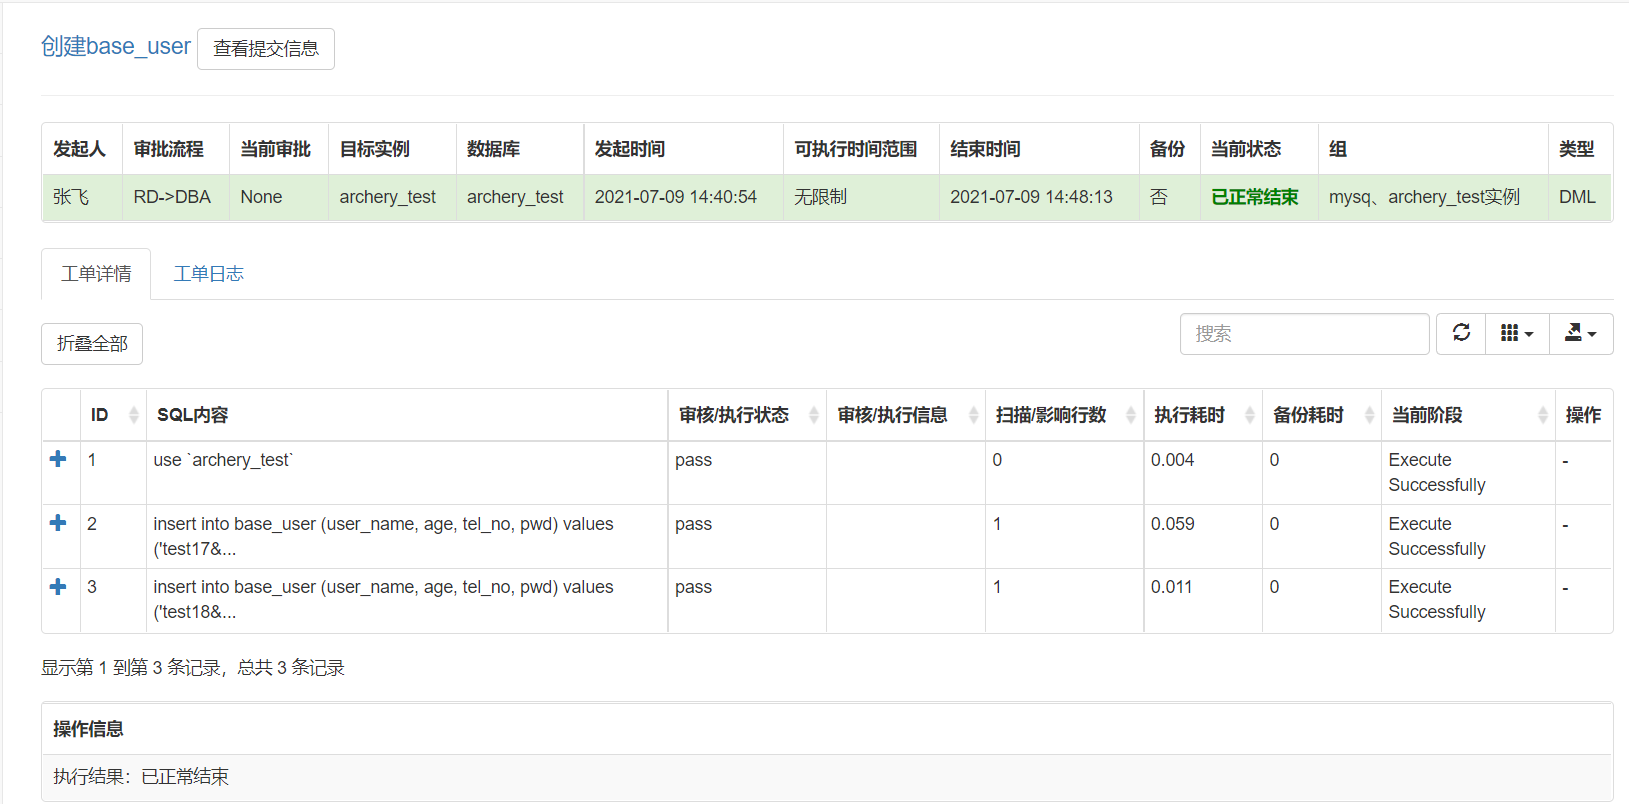 创建base_user 查看提交信息
发起人 审批流程 当前审批 目标实例 数据库 发起时间 可执行时间范围 结束时间 备份 当前状态 组 类型
张飞 RD->DBA None archery_test archery_test 2021-07-09 14:40:54 无限制 2021-07-09 14:48:13 否 已正常结束 mysq、archery_test实例 DML
工单详情 工单日志
折叠全部 搜索
ID SQL内容 审核/执行状态 审核/执行信息 扫描/影响行数 执行耗时 备份耗时 当前阶段 操作
1 use `archery_test` pass 0 0.004 0 Execute -
Successfully
2 insert into base_user (user_name, age, tel_no, pwd) values pass 1 0.059 0 Execute -
('test17&... Successfully
3 insert into base_user (user_name, age, tel_no, pwd) values pass 1 0.011 0 Execute -
('test18&... Successfully
显示第 1 到第 3 条记录，总共 3 条记录
操作信息
执行结果：已正常结束